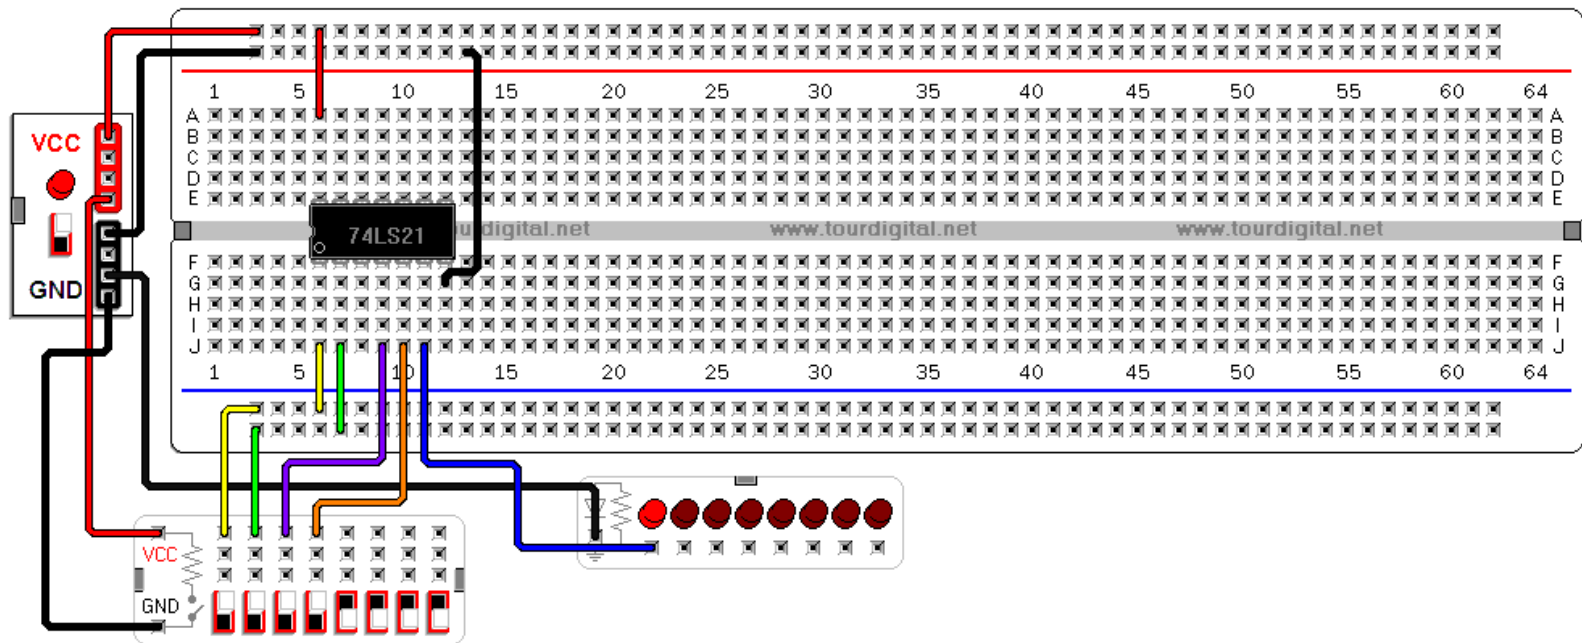 1 5 10 15 20 25 30 35 40 45 50 55 60 64
A A
B B
VCC C C
D D
E E
74LS21 urdigital.net www.tourdigital.net www.tourdigital.net
F F
G G
GND H H
I I
J J
1 5 10 15 20 25 30 35 40 45 50 55 60 64
VCC
GND